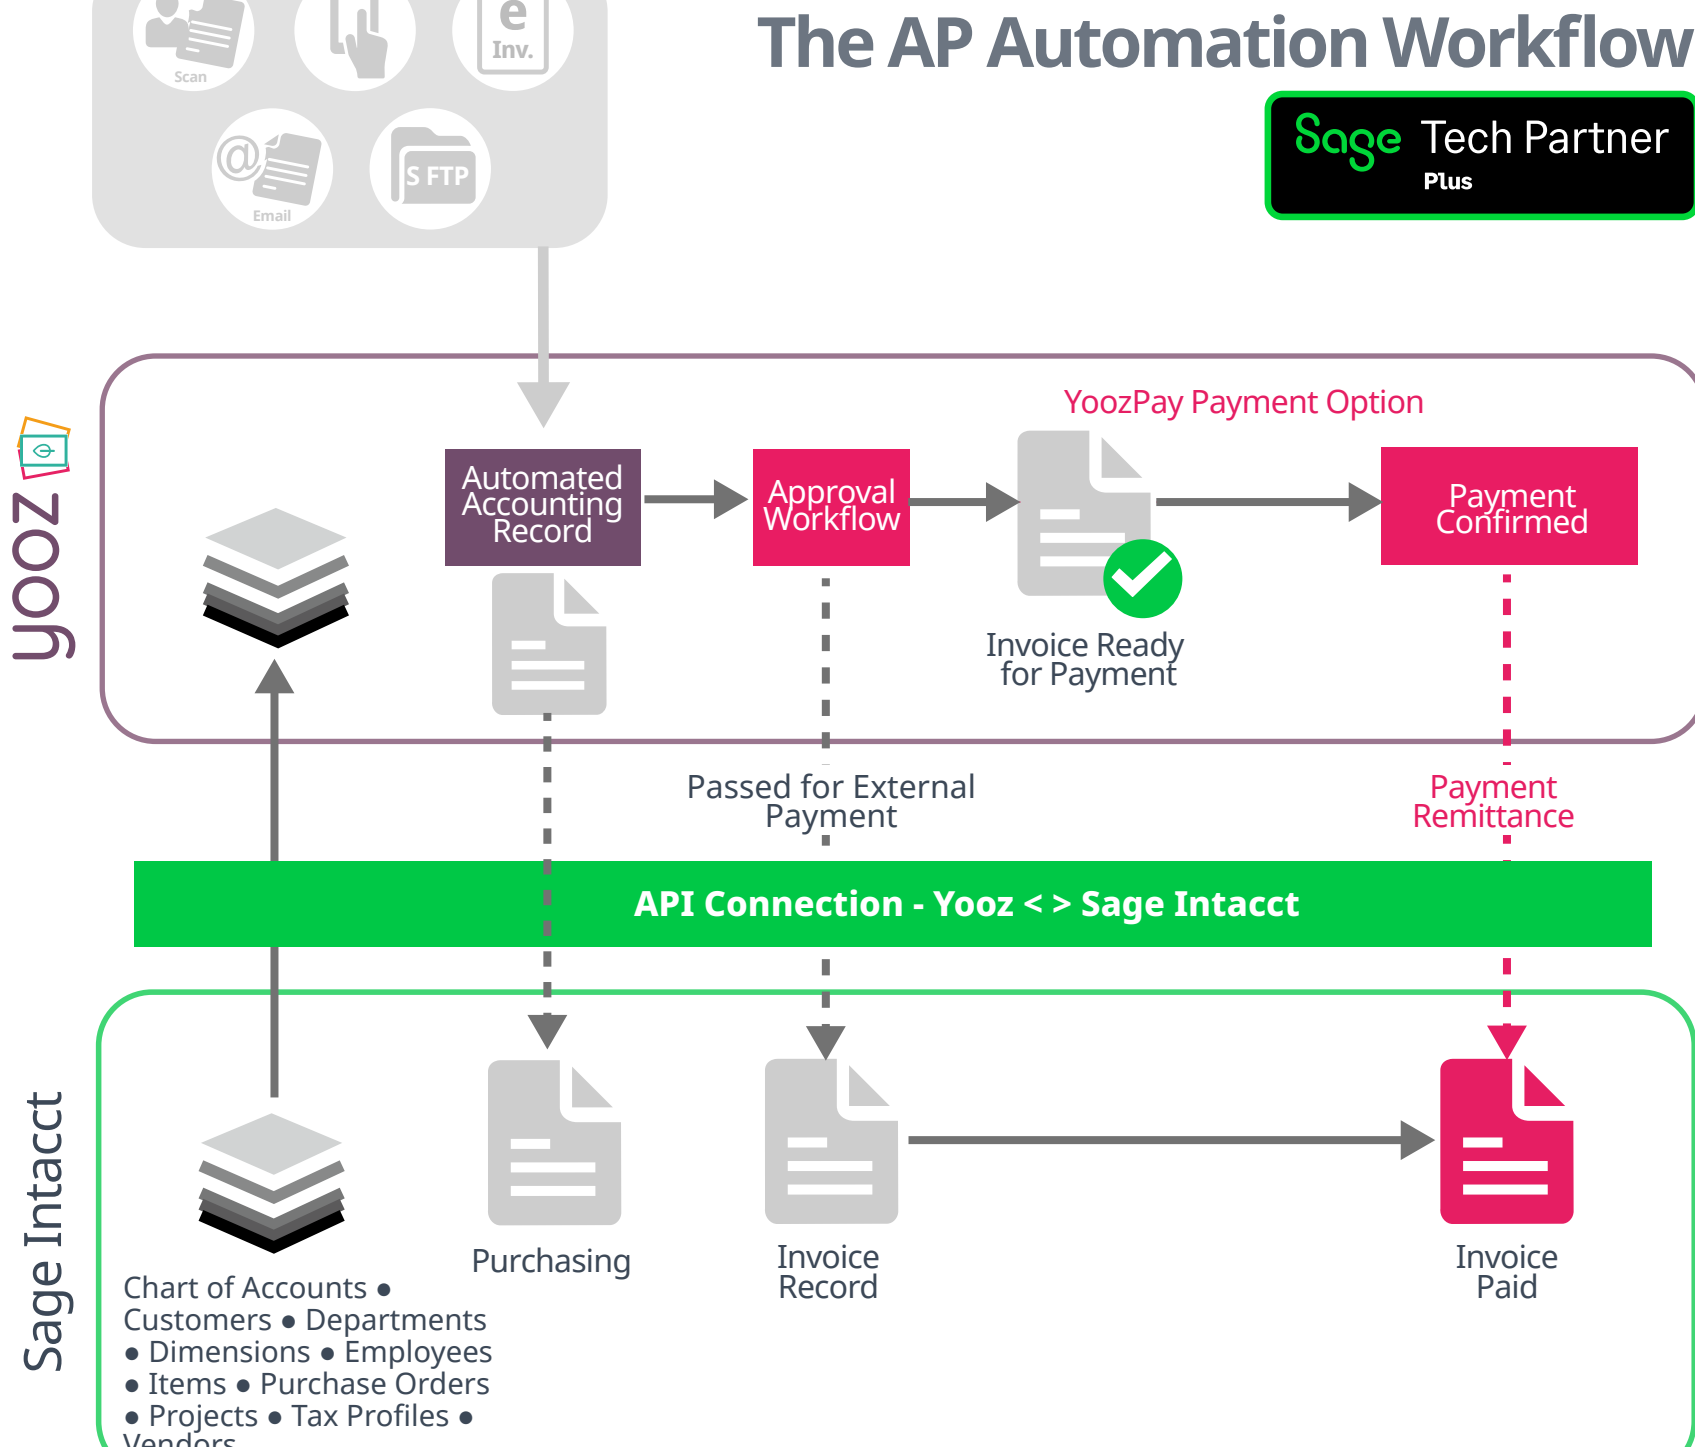 The AP Automation Workflow
Scan
e
Inv.
@
Email
S FTP
Sage Tech Partner
Plus
yooz
YoozPay Payment Option
Automated
Accounting
Record
Approval
Workflow
Payment
Confirmed
Invoice Ready
for Payment
Passed for External
Payment
Payment
Remittance
API Connection - Yooz < > Sage Intacct
Sage Intacct
Purchasing
Invoice
Record
Invoice
Paid
Chart of Accounts ●
Customers ● Departments
● Dimensions ● Employees
● Items ● Purchase Orders
● Projects ● Tax Profiles ●
Vendors